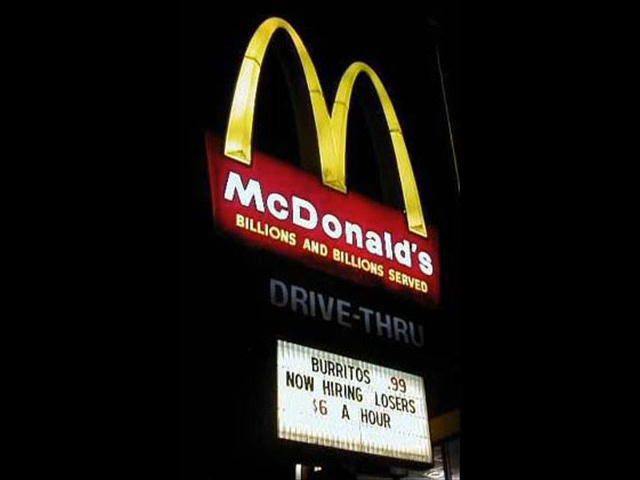 McDonald's
BILLIONS AND BILLIONS SERVED
DRIVE-THRU
BURRITOS .99
NOW HIRING LOSERS
$6 A HOUR